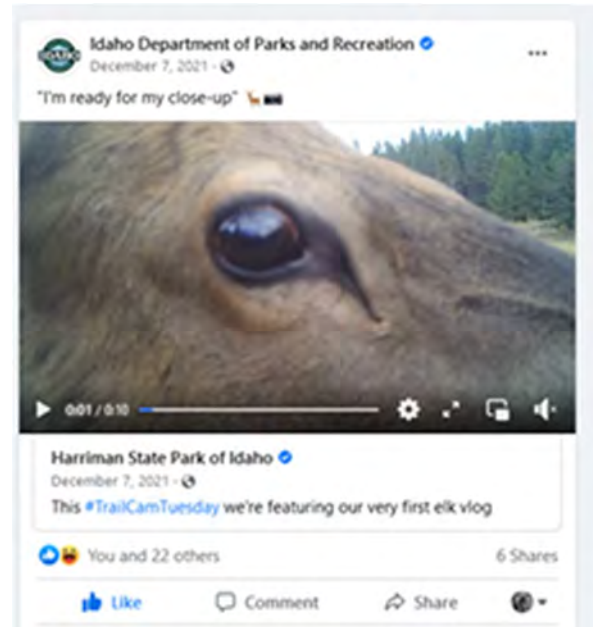 IDAHO
Idaho Department of Parks and Recreation
December 7, 2021 ·
"I'm ready for my close-up" 🦌📷
0:01 / 0:10
Harriman State Park of Idaho
December 7, 2021 ·
This #TrailCamTuesday we're featuring our very first elk vlog
You and 22 others
6 Shares
Like
Comment
Share